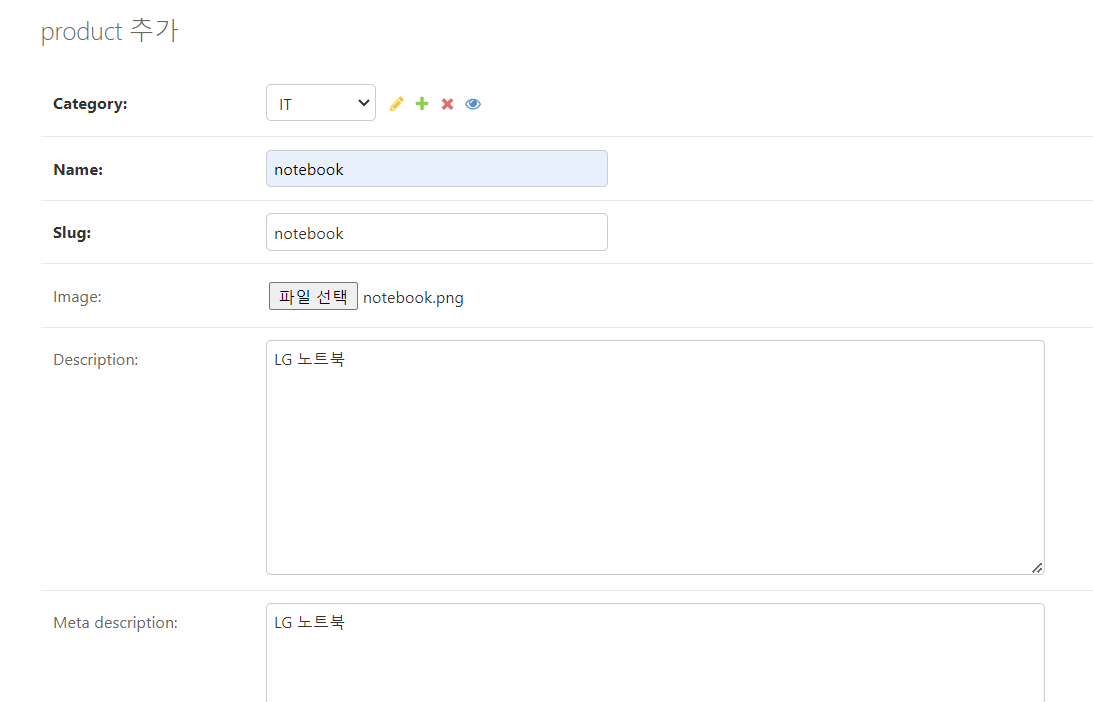 product 추가
Category: IT
Name: notebook
Slug: notebook
Image: 파일 선택 notebook.png
Description: LG 노트북
Meta description: LG 노트북